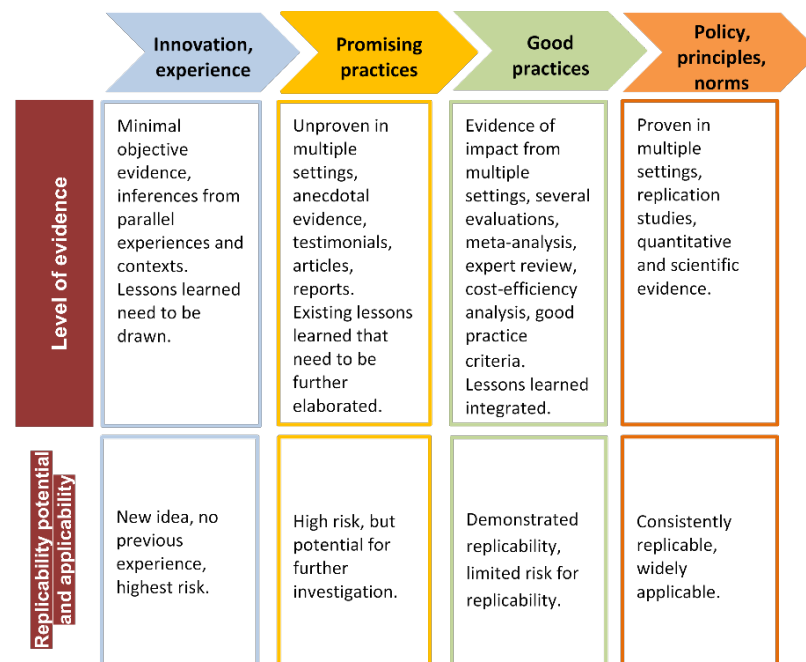 Innovation,
experience
Promising
practices
Good
practices
Policy,
principles,
norms
Level of evidence
Minimal
objective
evidence,
inferences from
parallel
experiences and
contexts.
Lessons learned
need to be
drawn.
Unproven in
multiple
settings,
anecdotal
evidence,
testimonials,
articles,
reports.
Existing lessons
learned that
need to be
further
elaborated.
Evidence of
impact from
multiple
settings, several
evaluations,
meta-analysis,
expert review,
cost-efficiency
analysis, good
practice
criteria.
Lessons learned
integrated.
Proven in
multiple
settings,
replication
studies,
quantitative
and scientific
evidence.
Replicability potential
and applicability
New idea, no
previous
experience,
highest risk.
High risk, but
potential for
further
investigation.
Demonstrated
replicability,
limited risk for
replicability.
Consistently
replicable,
widely
applicable.